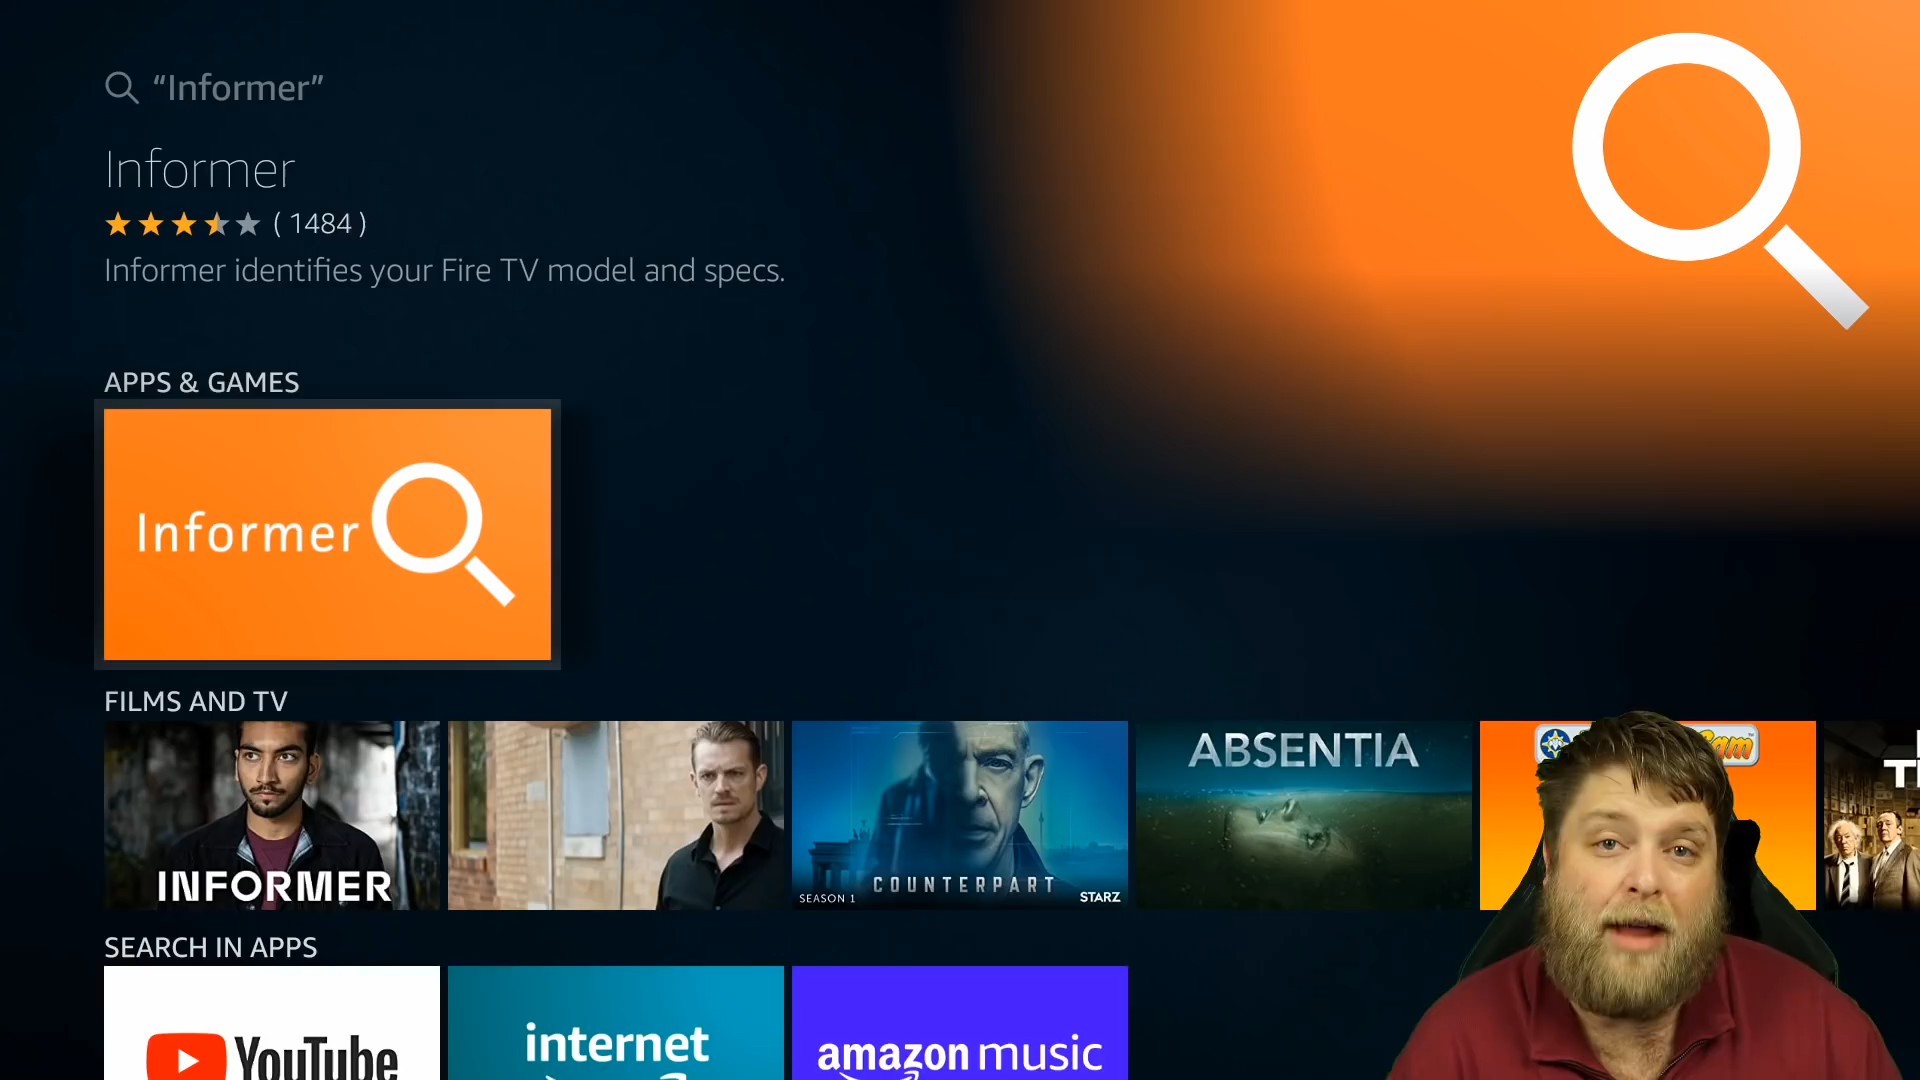 “Informer”
Informer
( 1484 )
Informer identifies your Fire TV model and specs.
APPS & GAMES
Informer
FILMS AND TV
INFORMER
COUNTERPART
SEASON 1
STARZ
ABSENTIA
SEARCH IN APPS
YouTube
internet
amazon music